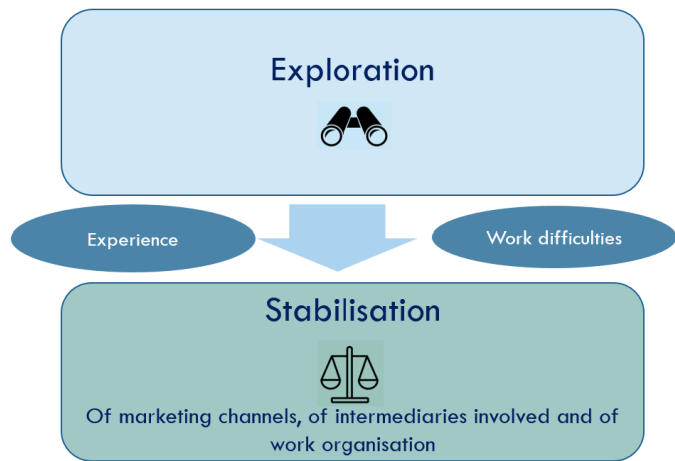 Exploration
Experience
Work difficulties
Stabilisation
Of marketing channels, of intermediaries involved and of
work organisation